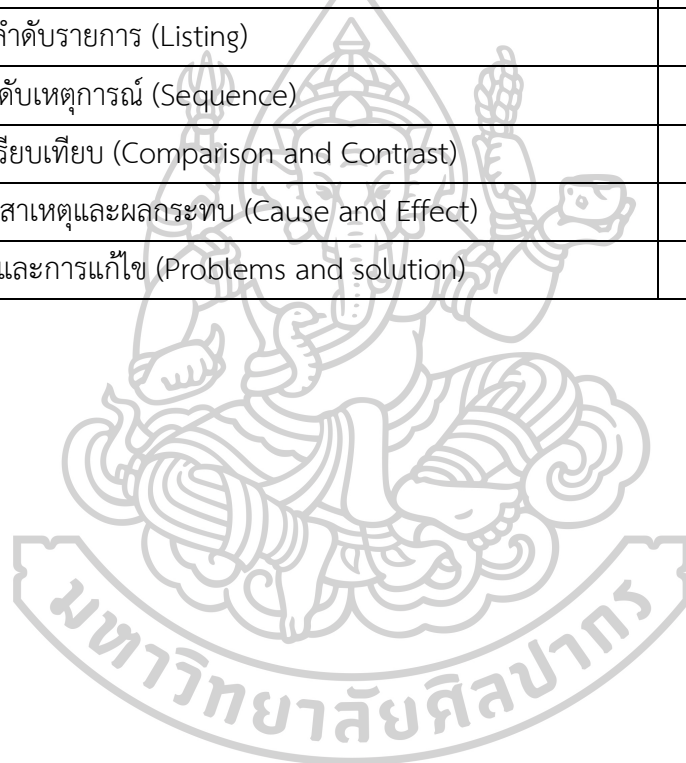 ลำดับรายการ (Listing)
ดับเหตุการณ์ (Sequence)
รียบเทียบ (Comparison and Contrast)
สาเหตุและผลกระทบ (Cause and Effect)
และการแก้ไข (Problems and solution)
มหาวิทยาลัยศิลปากร